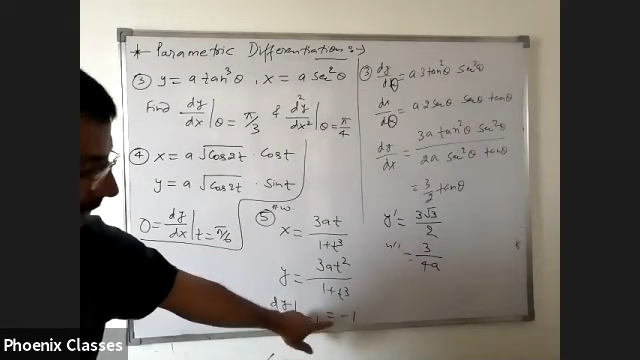 * Parametric Differentiation :→
③ y = a tan³θ , x = a sec²θ
Find dy/dx | θ = π/3 & d²y/dx² | θ = π/4
④ x = a √cos2t · cost
y = a √cos2t · sint
0 = dy/dx | t = π/6
⑤ H.W.
x = 3at / 1+t³
y = 3at² / 1+t³
dy = -1
③ dy/dθ = a 3 tan²θ sec²θ
dx/dθ = a 2 secθ secθ tanθ
dy/dx = 3a tan²θ sec²θ / 2a sec²θ tanθ
= 3/2 tanθ
y' = 3√3 / 2
y'' = 3 / 4a
Phoenix Classes